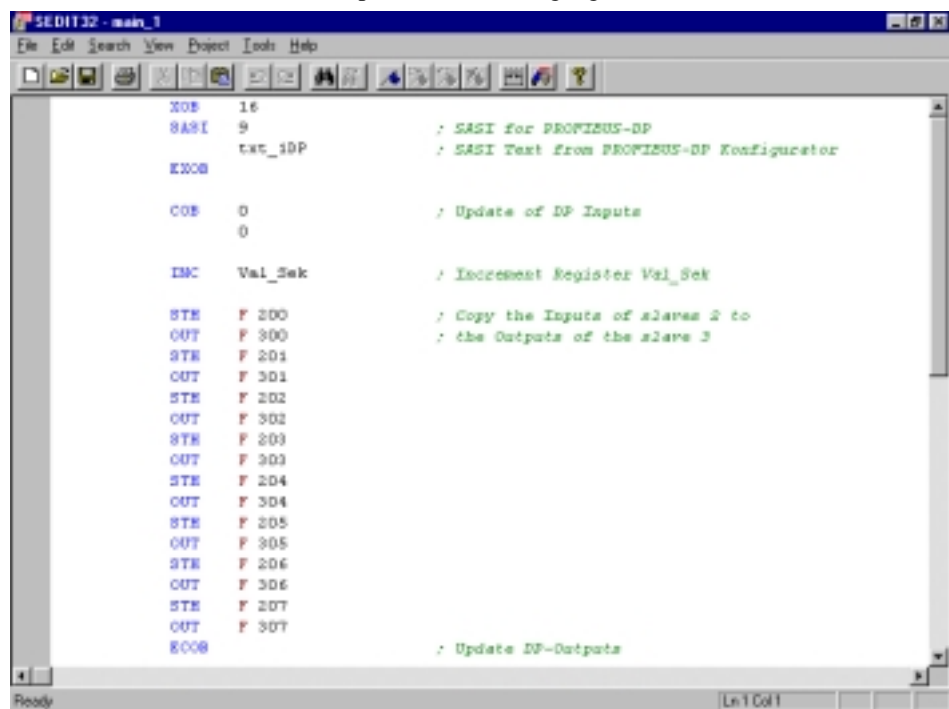 SEDIT32 - main_1
File Edit Search View Project Tools Help
XOB 16
SASI 9 ; SASI for PROFIBUS-DP
txt_iDP ; SASI Text from PROFIBUS-DP Konfigurator
EXOB
COB 0 ; Update of DP Inputs
0
INC Val_Sek ; Increment Register Val_Sek
STH F 200 ; Copy the Inputs of slaves 2 to
OUT F 300 ; the Outputs of the slave 3
STH F 201
OUT F 301
STH F 202
OUT F 302
STH F 203
OUT F 303
STH F 204
OUT F 304
STH F 205
OUT F 305
STH F 206
OUT F 306
STH F 207
OUT F 307
ECOB ; Update DP-Outputs
Ready Ln 1 Col 1